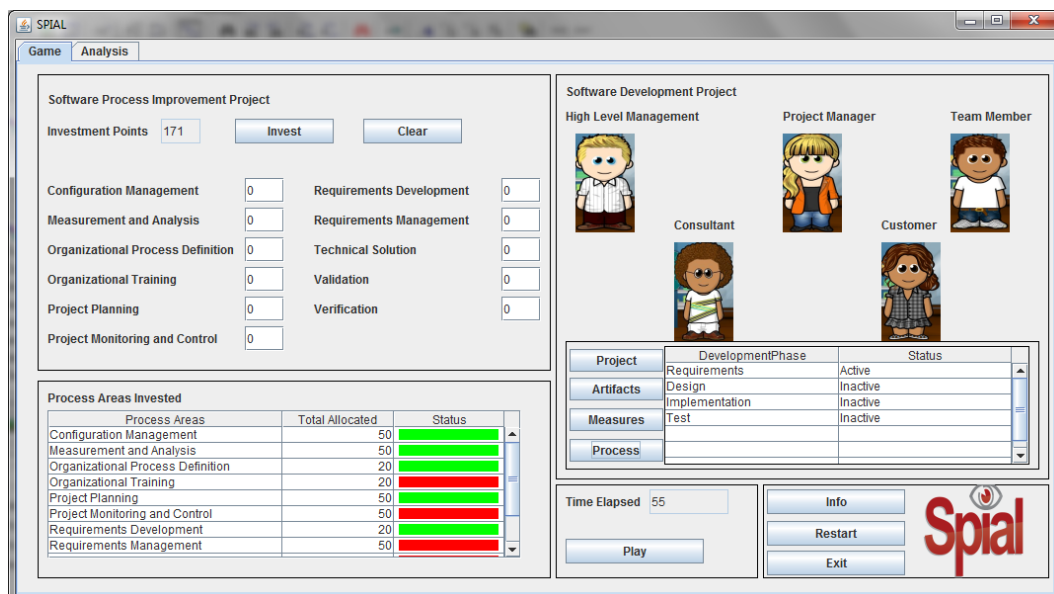 SPIAL
Game Analysis
Software Process Improvement Project
Investment Points 171 Invest Clear
Configuration Management 0 Requirements Development 0
Measurement and Analysis 0 Requirements Management 0
Organizational Process Definition 0 Technical Solution 0
Organizational Training 0 Validation 0
Project Planning 0 Verification 0
Project Monitoring and Control 0
Process Areas Invested
Process Areas Total Allocated Status
Configuration Management 50
Measurement and Analysis 50
Organizational Process Definition 20
Organizational Training 20
Project Planning 50
Project Monitoring and Control 50
Requirements Development 20
Requirements Management 50
Software Development Project
High Level Management Project Manager Team Member
Consultant Customer
Project
Artifacts
Measures
Process
DevelopmentPhase Status
Requirements Active
Design Inactive
Implementation Inactive
Test Inactive
Time Elapsed 55
Play
Info
Restart
Exit
Spial